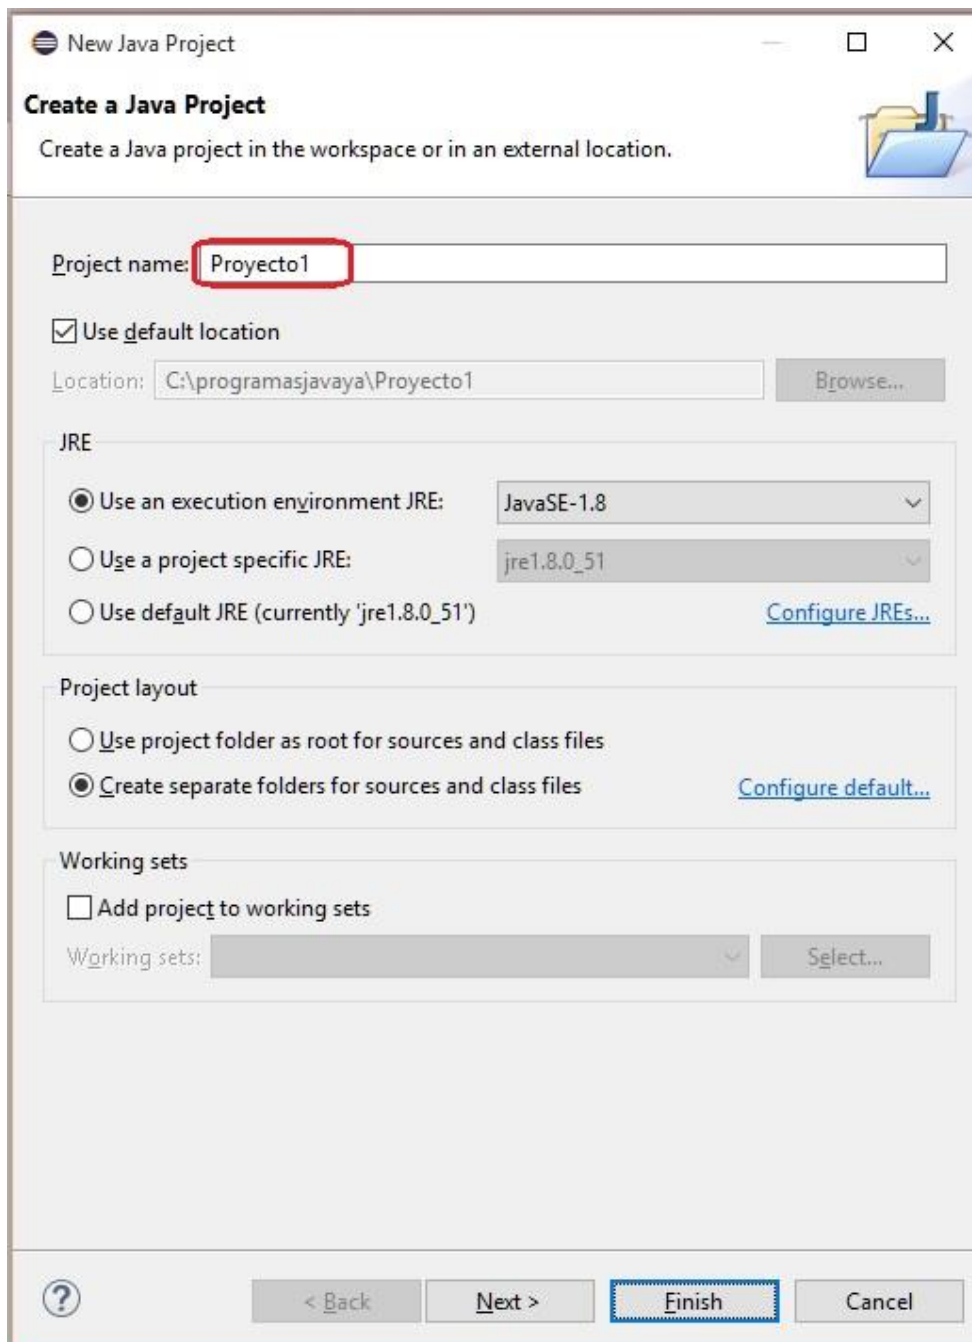 New Java Project
Create a Java Project
Create a Java project in the workspace or in an external location.
Project name: Proyecto1
Use default location
Location: C:\programasjavaya\Proyecto1 Browse...
JRE
Use an execution environment JRE: JavaSE-1.8
Use a project specific JRE: jre1.8.0_51
Use default JRE (currently 'jre1.8.0_51') Configure JREs...
Project layout
Use project folder as root for sources and class files
Create separate folders for sources and class files Configure default...
Working sets
Add project to working sets
Working sets: Select...
? < Back Next > Finish Cancel